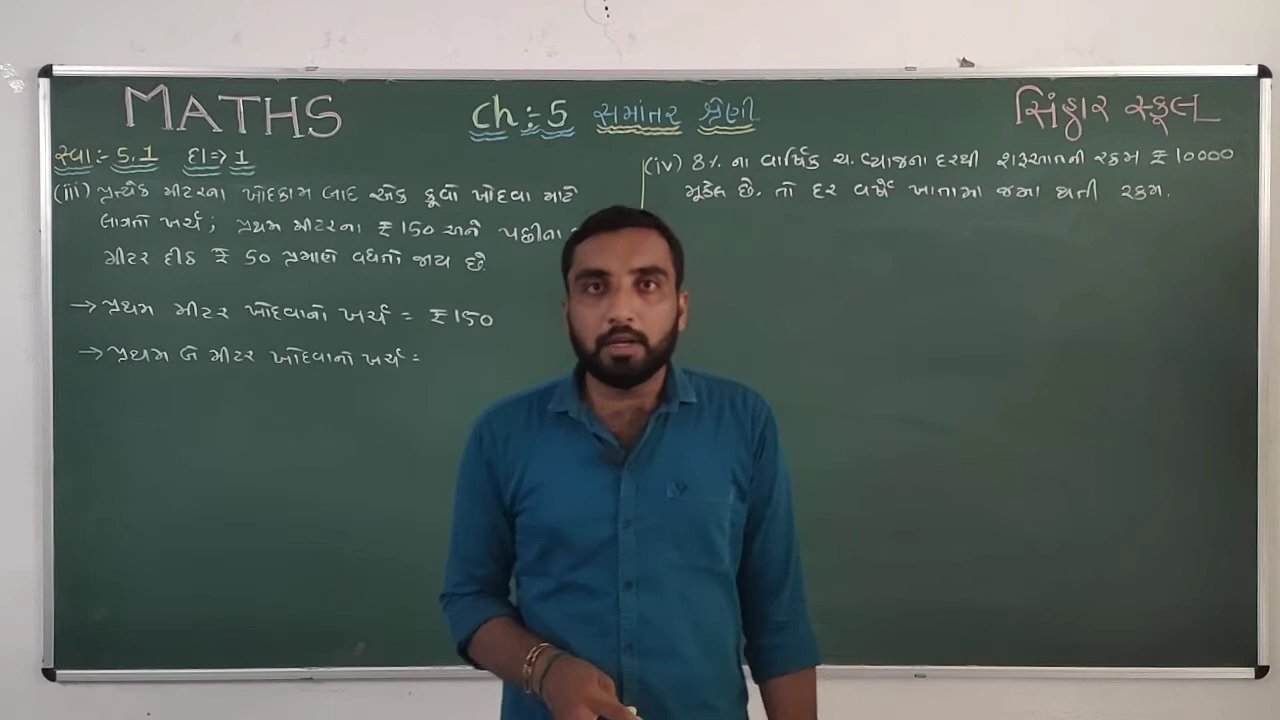 MATHS
Ch :- 5 સમાંતર શ્રેણી
સિંહાર સ્કૂલ
સ્વા :- 5.1 દા => 1
(iii) પ્રત્યેક મીટરના ખોદકામ બાદ એક કૂવો ખોદવા માટે
લાગતો ખર્ચ; પ્રથમ મીટરના ₹ 150 અને પછીના
મીટર દીઠ ₹ 50 પ્રમાણે વધતો જાય છે.
→ પ્રથમ મીટર ખોદવાનો ખર્ચ = ₹ 150
→ પ્રથમ બે મીટર ખોદવાનો ખર્ચ =
(iv) 8% ના વાર્ષિક ચ. વ્યાજના દરથી શરૂઆતની રકમ ₹ 10000
મૂકેલ છે. તો દર વર્ષે ખાતામાં જમા થતી રકમ.